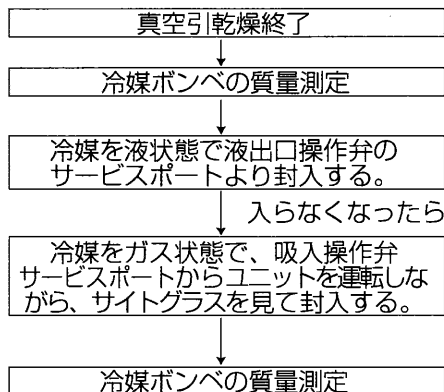 真空引乾燥終了
冷媒ボンベの質量測定
冷媒を液状態で液出口操作弁の
サービスポートより封入する。
入らなくなったら
冷媒をガス状態で、吸入操作弁
サービスポートからユニットを運転しな
がら、サイトグラスを見て封入する。
冷媒ボンベの質量測定